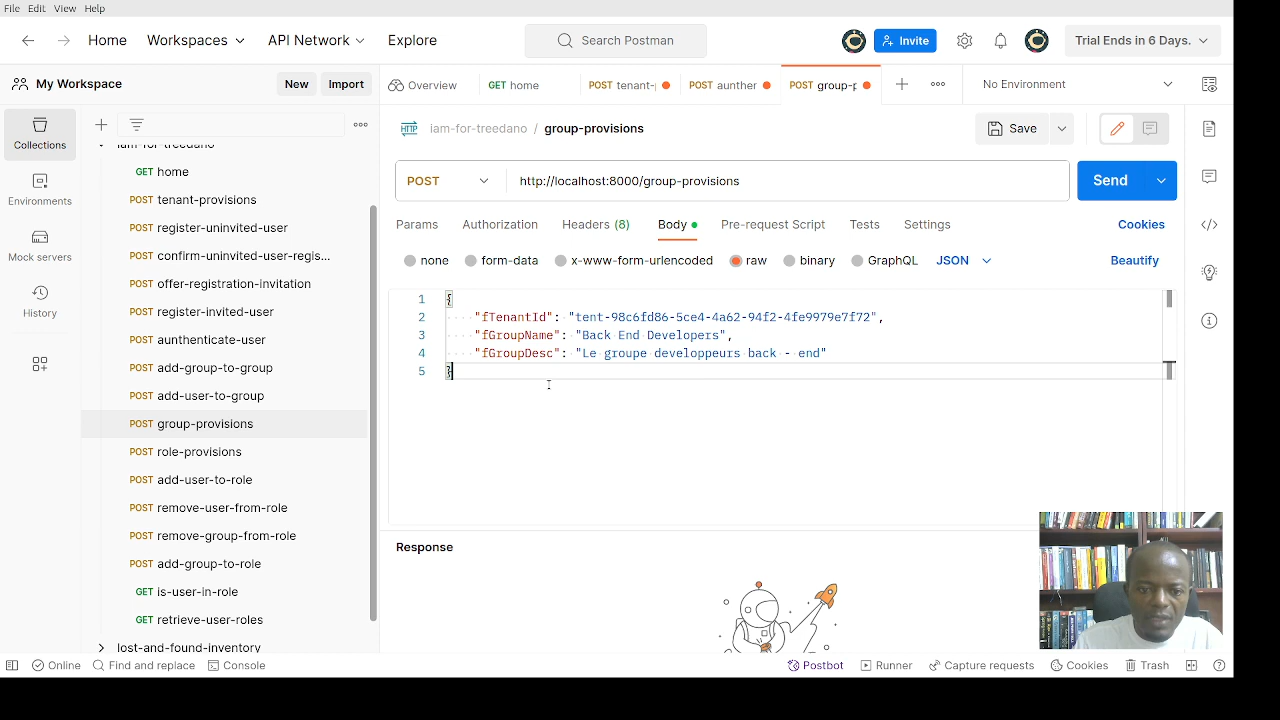 File Edit View Help
Home Workspaces API Network Explore Search Postman Invite Trial Ends in 6 Days.
My Workspace New Import Overview GET home POST tenant-p POST aunther POST group-p No Environment
iam-for-treedano
iam-for-treedano / group-provisions Save
Collections
Environments
Mock servers
History
GET home
POST tenant-provisions
POST register-uninvited-user
POST confirm-uninvited-user-regis...
POST offer-registration-invitation
POST register-invited-user
POST aunthenticate-user
POST add-group-to-group
POST add-user-to-group
POST group-provisions
POST role-provisions
POST add-user-to-role
POST remove-user-from-role
POST remove-group-from-role
POST add-group-to-role
GET is-user-in-role
GET retrieve-user-roles
lost-and-found-inventory
HTTP
POST http://localhost:8000/group-provisions Send
Params Authorization Headers (8) Body Pre-request Script Tests Settings Cookies
none form-data x-www-form-urlencoded raw binary GraphQL JSON Beautify
1 {
2 "fTenantId": "tent-98c6fd86-5ce4-4a62-94f2-4fe9979e7f72",
3 "fGroupName": "Back End Developers",
4 "fGroupDesc": "Le groupe developpeurs back - end"
5 }
Response
Online Find and replace Console Postbot Runner Capture requests Cookies Trash